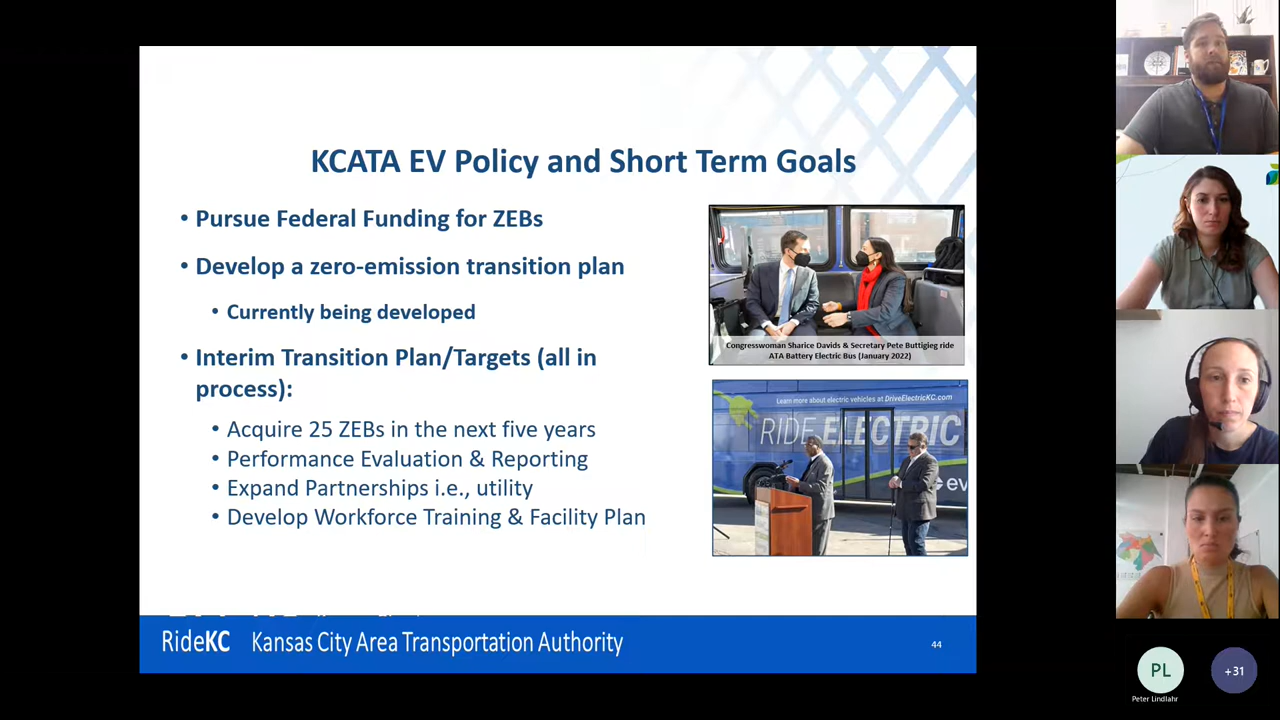 KCATA EV Policy and Short Term Goals
• Pursue Federal Funding for ZEBs
• Develop a zero-emission transition plan
• Currently being developed
• Interim Transition Plan/Targets (all in
process):
• Acquire 25 ZEBs in the next five years
• Performance Evaluation & Reporting
• Expand Partnerships i.e., utility
• Develop Workforce Training & Facility Plan
Congresswoman Sharice Davids & Secretary Pete Buttigieg ride
ATA Battery Electric Bus (January 2022)
Learn more about electric vehicles at DriveElectricKC.com
RIDE ELECTRIC
ev
RideKC Kansas City Area Transportation Authority
44
PL
Peter Lindlahr
+31